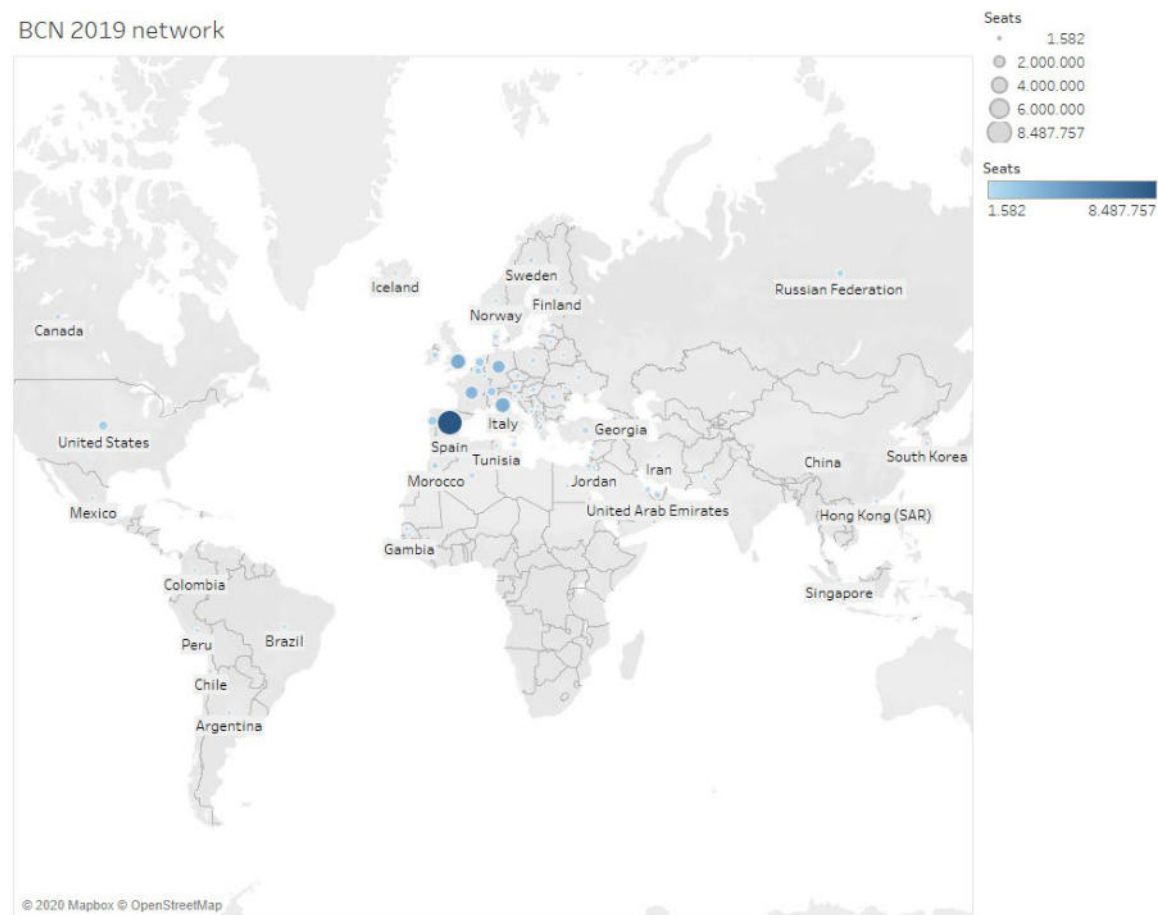 BCN 2019 network
Seats
1.582
2.000.000
4.000.000
6.000.000
8.487.757
Seats
1.582 8.487.757
Iceland
Sweden
Finland
Norway
Russian Federation
Canada
United States
Italy
Spain
Georgia
Tunisia
Morocco
Jordan
Iran
China
South Korea
Mexico
United Arab Emirates
Hong Kong (SAR)
Gambia
Colombia
Singapore
Peru
Brazil
Chile
Argentina
© 2020 Mapbox © OpenStreetMap